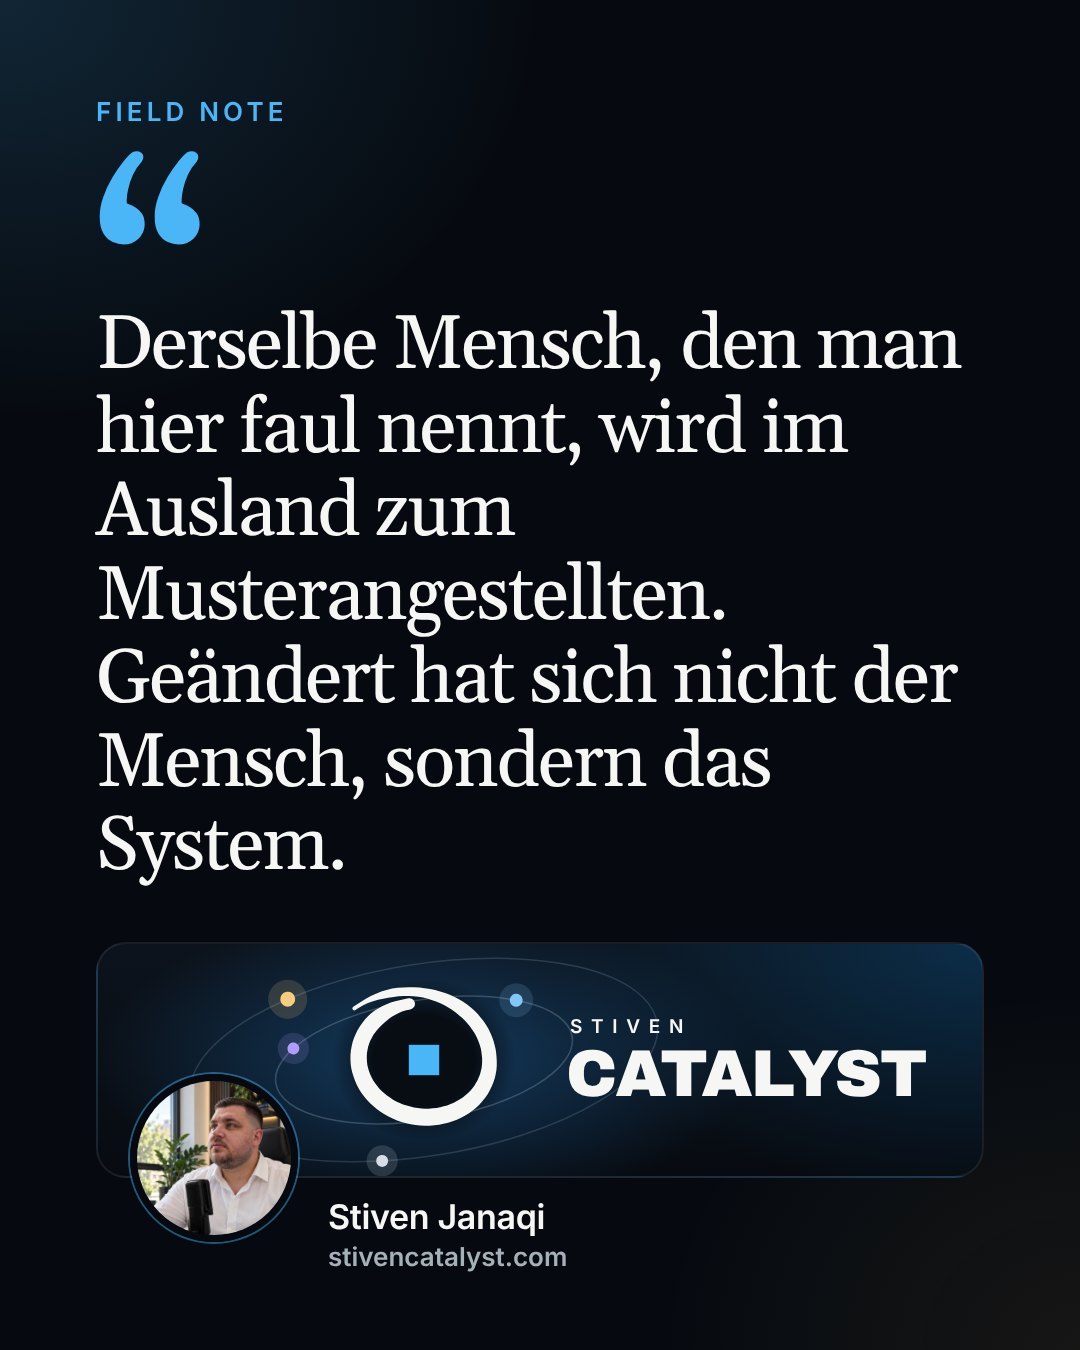 FIELD NOTE
“
Derselbe Mensch, den man
hier faul nennt, wird im
Ausland zum
Musterangestellten.
Geändert hat sich nicht der
Mensch, sondern das
System.
STIVEN
CATALYST
Stiven Janaqi
stivencatalyst.com